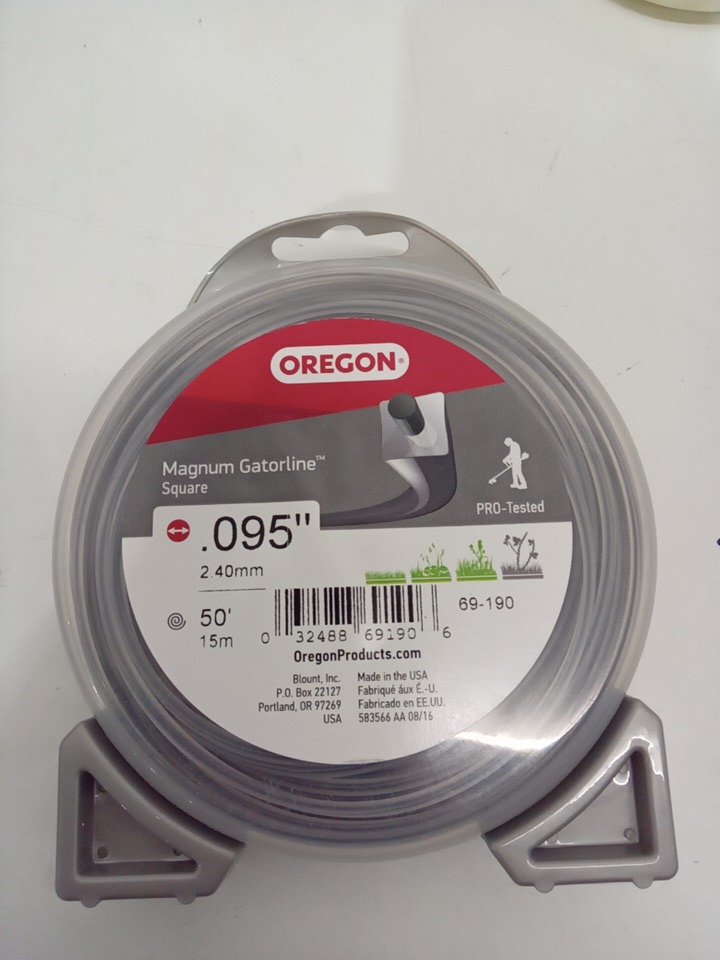 OREGON®
Magnum Gatorline™
Square
PRO-Tested
.095"
2.40mm
50'
15m
0 32488 69190 6
69-190
OregonProducts.com
Blount, Inc.
P.O. Box 22127
Portland, OR 97269
USA
Made in the USA
Fabriqué áux É.-U.
Fabricado en EE.UU.
583566 AA 08/16